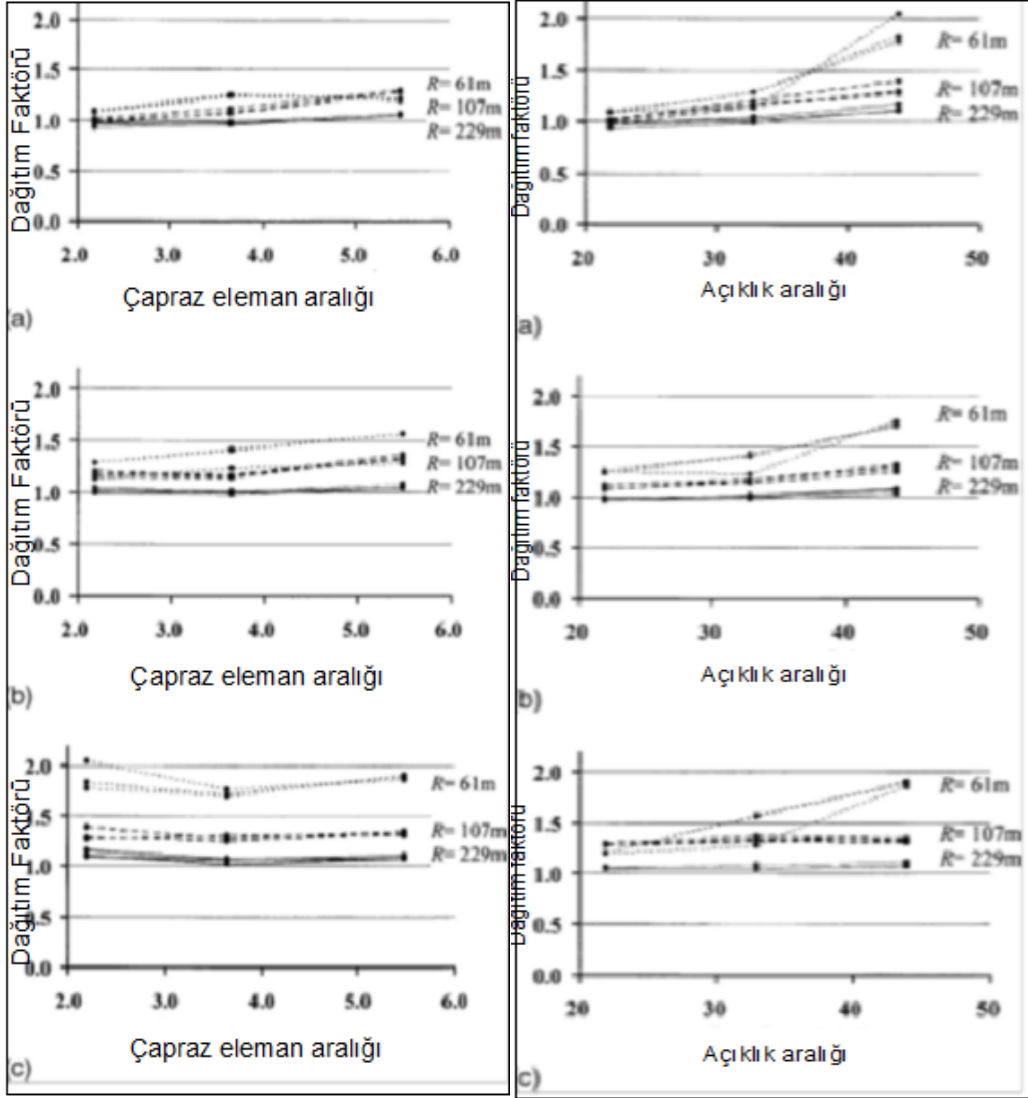 2.0
1.5
1.0
0.5
0.0
Dağıtım Faktörü
R= 61m
R= 107m
R= 229m
2.0 3.0 4.0 5.0 6.0
Çapraz eleman aralığı
(a)
2.0
1.5
1.0
0.5
0.0
Dağıtım Faktörü
R= 61m
R= 107m
R= 229m
2.0 3.0 4.0 5.0 6.0
Çapraz eleman aralığı
(b)
2.0
1.5
1.0
0.5
0.0
Dağıtım Faktörü
R= 61m
R= 107m
R= 229m
2.0 3.0 4.0 5.0 6.0
Çapraz eleman aralığı
(c)
2.0
1.5
1.0
0.5
0.0
Dağıtım faktörü
R= 61m
R= 107m
R= 229m
20 30 40 50
Açıklık aralığı
a)
2.0
1.5
1.0
0.5
0.0
Dağıtım faktörü
R= 61m
R= 107m
R= 229m
20 30 40 50
Açıklık aralığı
b)
2.0
1.5
1.0
0.5
0.0
Dağıtım faktörü
R= 61m
R= 107m
R= 229m
20 30 40 50
Açıklık aralığı
c)